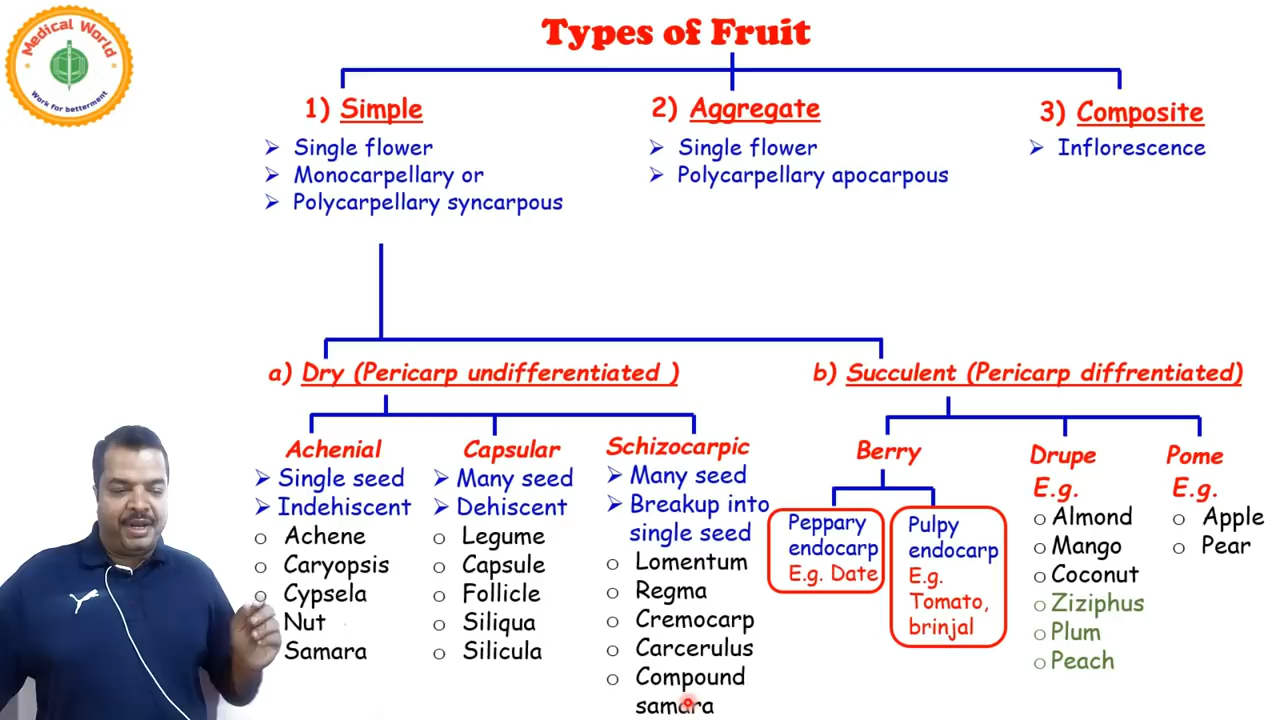 Medical World
Work for betterment
Types of Fruit
1) Simple
➢ Single flower
➢ Monocarpellary or
➢ Polycarpellary syncarpous
2) Aggregate
➢ Single flower
➢ Polycarpellary apocarpous
3) Composite
➢ Inflorescence
a) Dry (Pericarp undifferentiated )
Achenial
➢ Single seed
➢ Indehiscent
o Achene
o Caryopsis
o Cypsela
Nut
Samara
Capsular
➢ Many seed
➢ Dehiscent
o Legume
o Capsule
o Follicle
o Siliqua
o Silicula
Schizocarpic
➢ Many seed
➢ Breakup into
single seed
o Lomentum
o Regma
o Cremocarp
o Carcerulus
o Compound
samara
b) Succulent (Pericarp diffrentiated)
Berry
Peppary
endocarp
E.g. Date
Pulpy
endocarp
E.g.
Tomato,
brinjal
Drupe
E.g.
o Almond
o Mango
o Coconut
o Ziziphus
o Plum
o Peach
Pome
E.g.
o Apple
o Pear